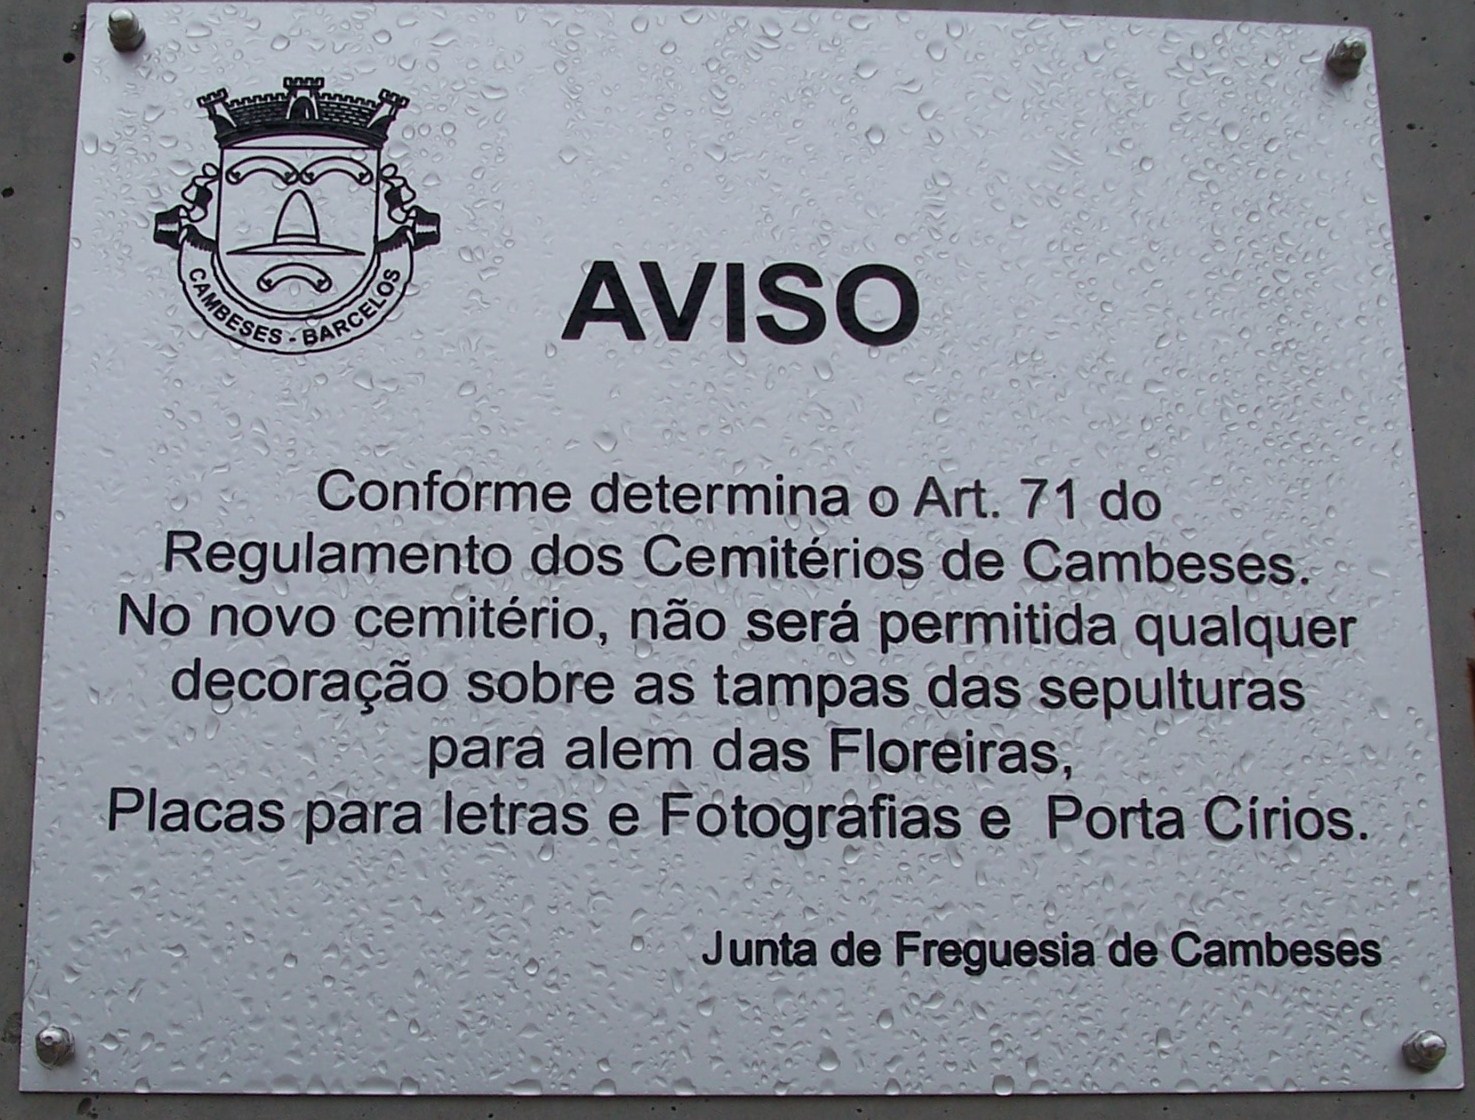 CAMBESES - BARCELOS
AVISO
Conforme determina o Art. 71 do
Regulamento dos Cemitérios de Cambeses.
No novo cemitério, não será permitida qualquer
decoração sobre as tampas das sepulturas
para alem das Floreiras,
Placas para letras e Fotografias e Porta Círios.
Junta de Freguesia de Cambeses